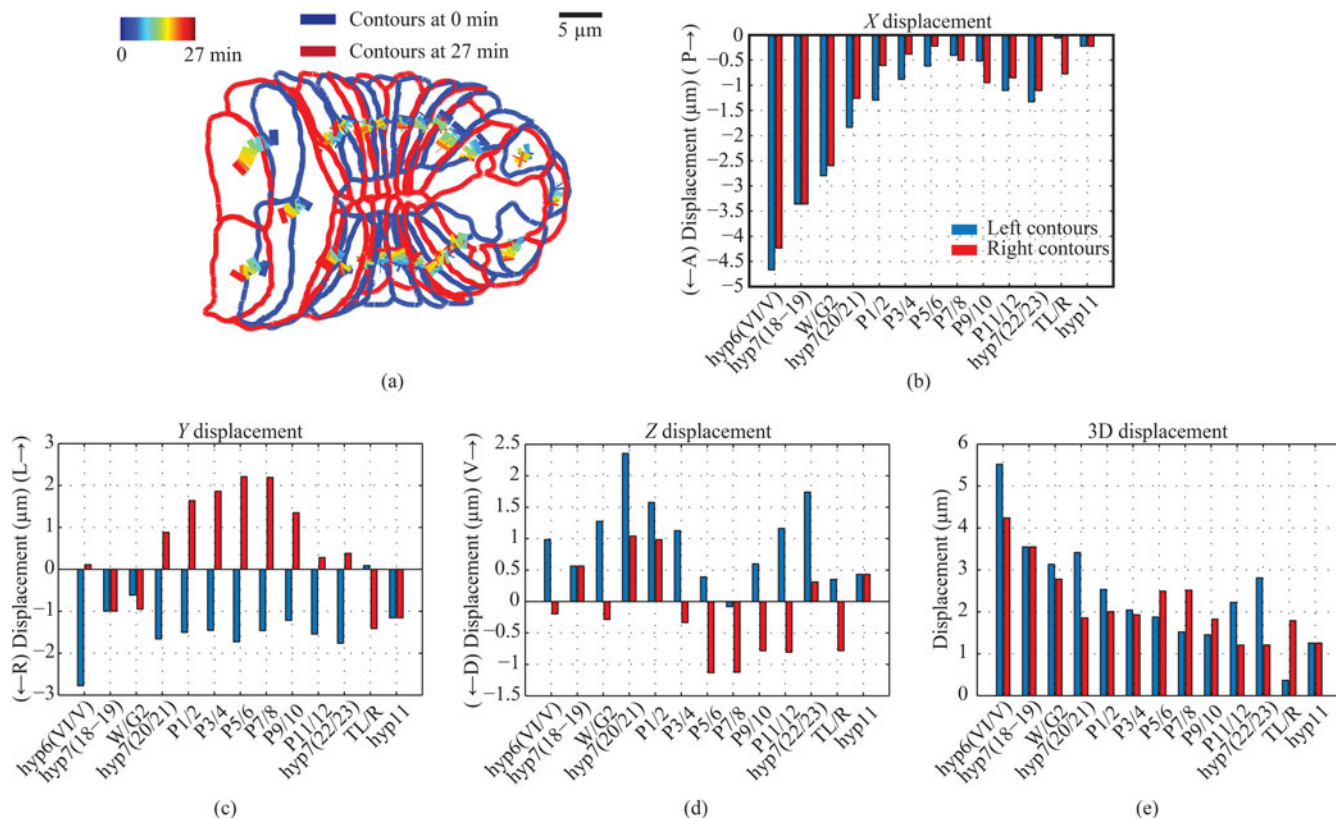 0
27 min
Contours at 0 min
Contours at 27 min
5 µm
(a)
X displacement
(←A) Displacement (µm) ( P→)
0
−0.5
−1
−1.5
−2
−2.5
−3
−3.5
−4
−4.5
−5
Left contours
Right contours
hyp6(VI/V)
hyp7(18−19)
W/G2
hyp7(20/21)
P1/2
P3/4
P5/6
P7/8
P9/10
P11/12
hyp7(22/23)
TL/R
hyp11
(b)
Y displacement
(←R) Displacement (µm) (L→)
3
2
1
0
−1
−2
−3
hyp6(VI/V)
hyp7(18−19)
W/G2
hyp7(20/21)
P1/2
P3/4
P5/6
P7/8
P9/10
P11/12
hyp7(22/23)
TL/R
hyp11
(c)
Z displacement
(←D) Displacement (µm) (V→)
2.5
2
1.5
1
0.5
0
−0.5
−1
−1.5
hyp6(VI/V)
hyp7(18−19)
W/G2
hyp7(20/21)
P1/2
P3/4
P5/6
P7/8
P9/10
P11/12
hyp7(22/23)
TL/R
hyp11
(d)
3D displacement
Displacement (µm)
6
5
4
3
2
1
0
hyp6(VI/V)
hyp7(18−19)
W/G2
hyp7(20/21)
P1/2
P3/4
P5/6
P7/8
P9/10
P11/12
hyp7(22/23)
TL/R
hyp11
(e)